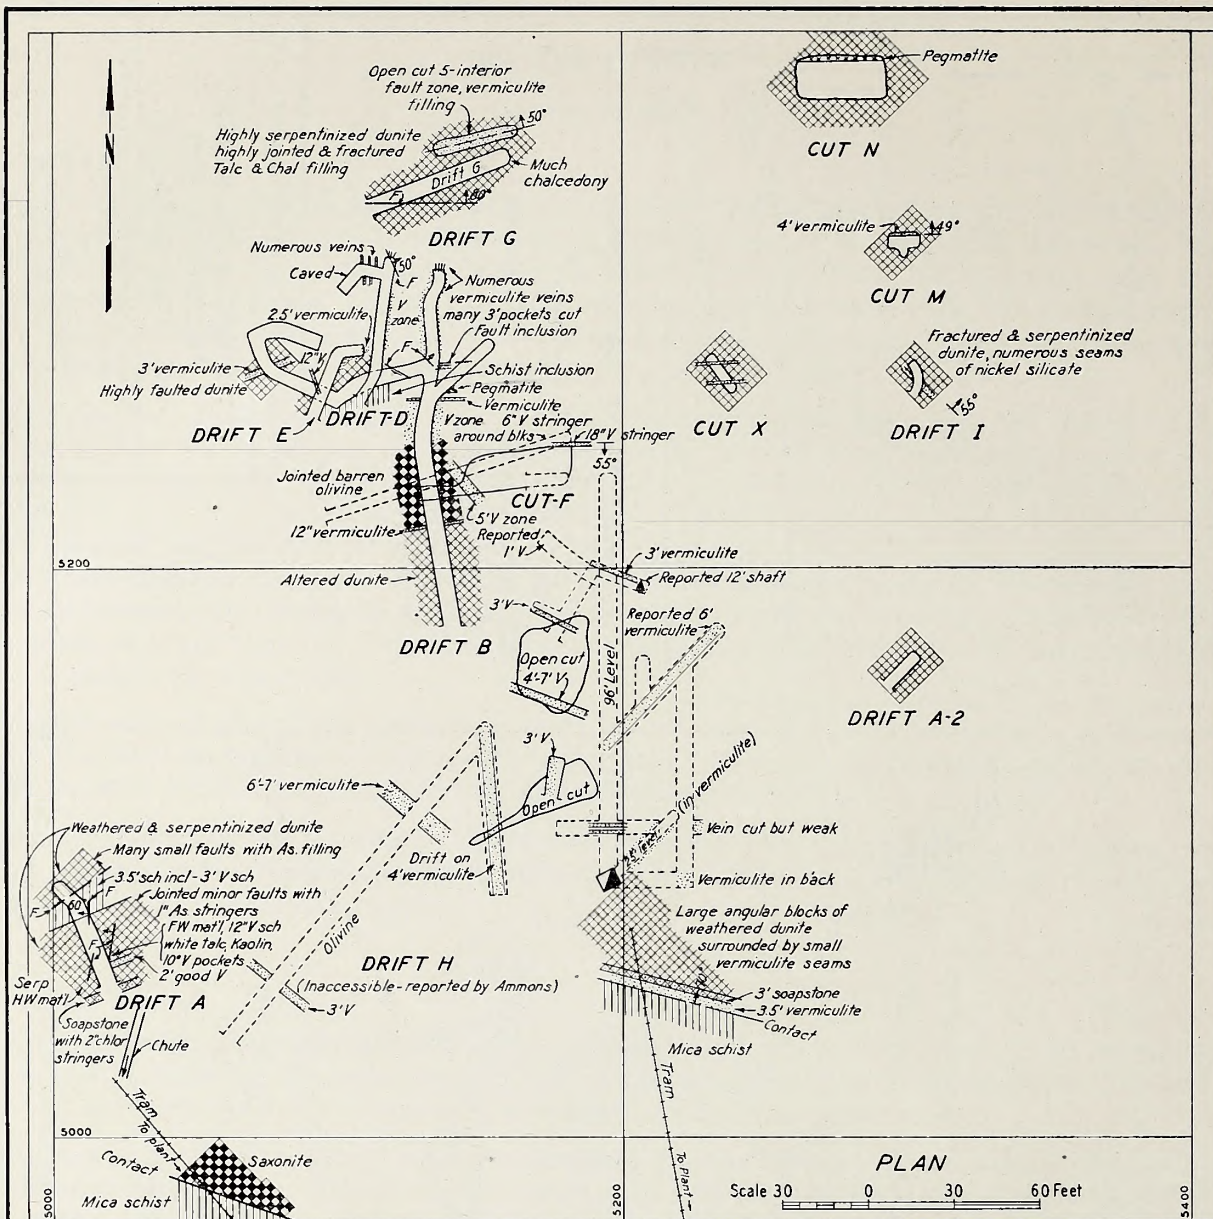 N
Open cut 5-interior
fault zone, vermiculite
filling
50°
Highly serpentinized dunite
highly jointed & fractured
Talc & Chal filling
Drift G
Much
chalcedony
F
80°
DRIFT G
Pegmatite
CUT N
4' vermiculite
49°
CUT M
Numerous veins
Caved
50°
F
V
zone
Numerous
vermiculite veins
many 3' pockets cut
Fault inclusion
2.5' vermiculite
12"V
F
3' vermiculite
Highly faulted dunite
Schist inclusion
Pegmatite
Vermiculite
DRIFT E
DRIFT-D
V zone
6" V stringer
around blks
18" V stringer
55°
Jointed barren
olivine
CUT-F
12" vermiculite
5' V zone
Reported
1' V
Fractured & serpentinized
dunite, numerous seams
of nickel silicate
55°
CUT X
DRIFT I
5200
Altered dunite
DRIFT B
3' vermiculite
Reported 12' shaft
3' V
Reported 6'
vermiculite
Open cut
4'-7' V
96' Level
DRIFT A-2
3' V
Open cut
6'-7' vermiculite
Drift on
4' vermiculite
(in vermiculite)
Vein cut but weak
Vermiculite in back
Olivine
DRIFT H
(Inaccessible-reported by Ammons)
3' V
Large angular blocks of
weathered dunite
surrounded by small
vermiculite seams
3' soapstone
3.5' vermiculite
Contact
Mica schist
Tram
To Plant
Weathered & serpentinized dunite
Many small faults with As. filling
3.5' sch incl-3' V sch
F
F
60°
Jointed minor faults with
1" As stringers
F
FW mat'l, 12" V sch
white talc, Kaolin,
10" V pockets
2' good V
Serp
HW mat'l
DRIFT A
Soapstone
with 2" chlor
stringers
Chute
Tram
To plant
5000
Contact
Saxonite
Mica schist
PLAN
Scale 30 0 30 60 Feet
5000
5200
5400